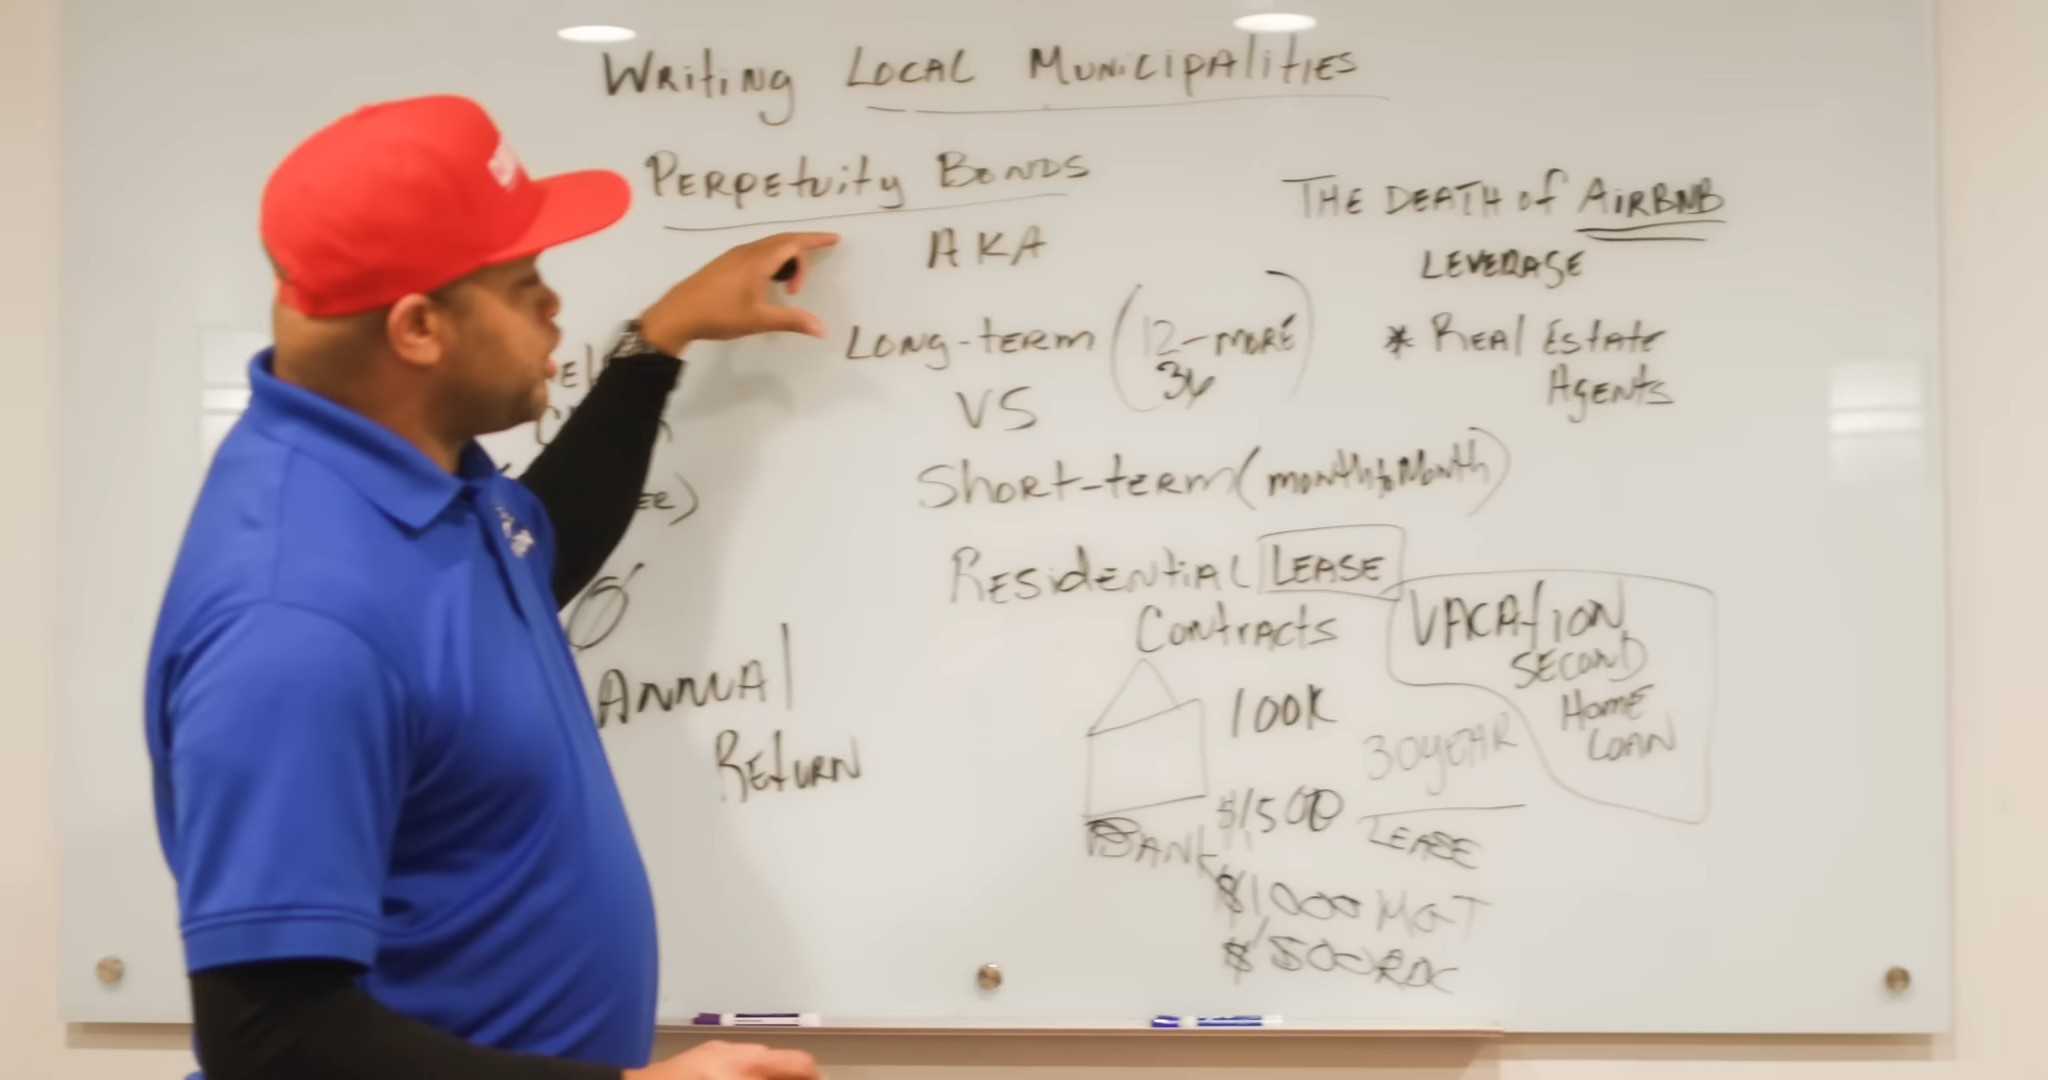 Writing Local Municipalities
Perpetuity Bonds
AKA
Long-term (12-more
36)
VS
Short-term (month to Month)
Residential Lease
Contracts
100K
30 year
Lease
$1500
Bank
$1000 MGT
$500
The Death of AirBNB
Leverage
* Real Estate
Agents
Vacation
Second
Home
Loan
Annual
Return